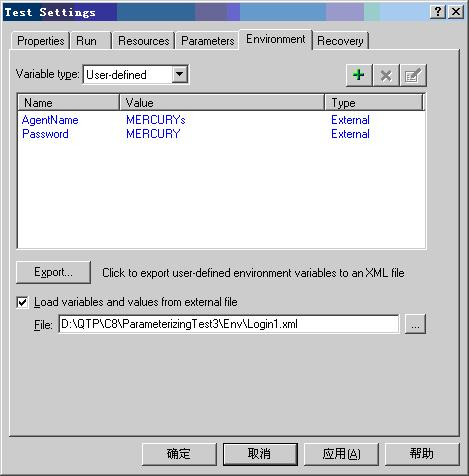 Test Settings
Properties Run Resources Parameters Environment Recovery
Variable type: User-defined
Name Value Type
AgentName MERCURYs External
Password MERCURY External
Export... Click to export user-defined environment variables to an XML file
Load variables and values from external file
File: D:\QTP\C8\ParameterizingTest3\Env\Login1.xml ...
确定 取消 应用(A) 帮助